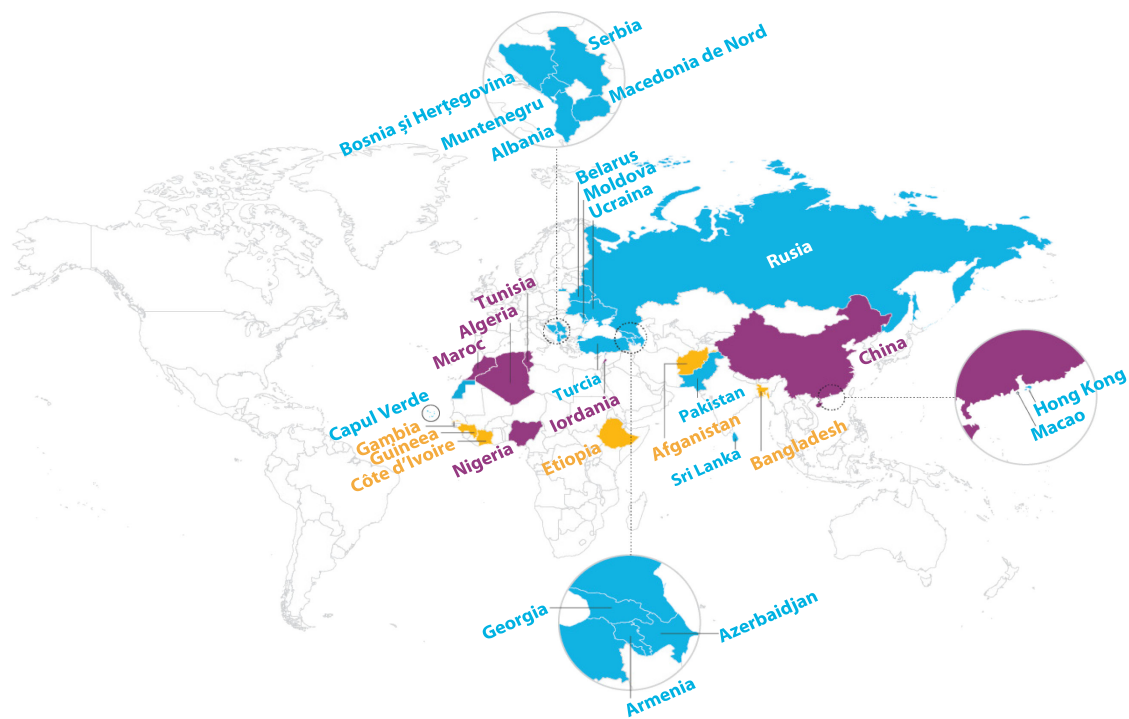 Serbia
Macedonia de Nord
Bosnia și Herțegovina
Muntenegru
Albania
Belarus
Moldova
Ucraina
Rusia
Tunisia
Algeria
Maroc
China
Capul Verde
Turcia
Iordania
Pakistan
Hong Kong
Macao
Gambia
Guineea
Côte d’Ivoire
Nigeria
Etiopia
Afganistan
Sri Lanka
Bangladesh
Georgia
Azerbaidjan
Armenia